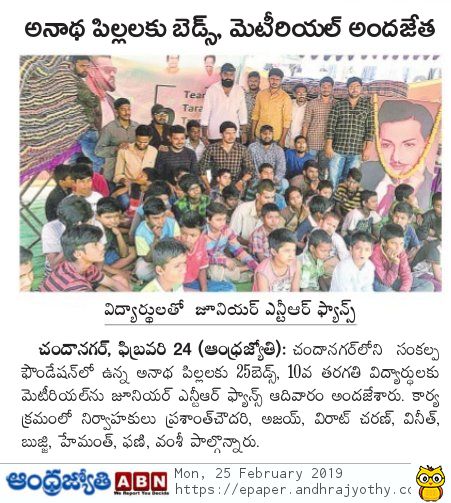 అనాథ పిల్లలకు బెడ్స్, మెటీరియల్ అందజేత
Team
Tara
విద్యార్థులతో జూనియర్ ఎన్టీఆర్ ఫ్యాన్స్
చందానగర్, ఫిబ్రవరి 24 (ఆంధ్రజ్యోతి): చందానగర్‌లోని సంకల్ప
ఫౌండేషన్‌లో ఉన్న అనాథ పిల్లలకు 25బెడ్స్, 10వ తరగతి విద్యార్థులకు
మెటీరియల్‌ను జూనియర్ ఎన్టీఆర్ ఫ్యాన్స్ ఆదివారం అందజేశారు. కార్య
క్రమంలో నిర్వాహకులు ప్రశాంత్‌చౌదరి, అజయ్, విరాట్ చరణ్, వినీత్,
బుజ్జి, హేమంత్, ఫణి, వంశీ పాల్గొన్నారు.
ఆంధ్రజ్యోతి ABN We Report You Decide Mon, 25 February 2019
https://epaper.andhrajyothy.co